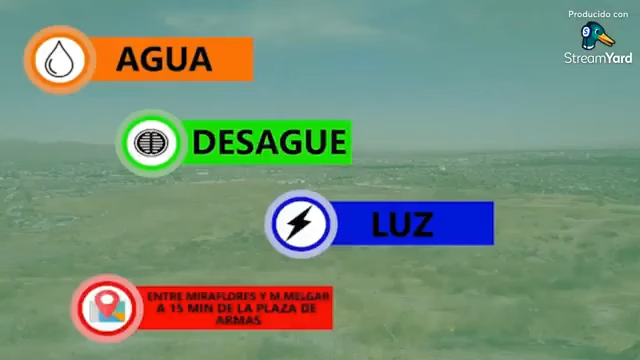 Producido con
StreamYard
AGUA
DESAGUE
LUZ
ENTRE MIRAFLORES Y M.MELGAR
A 15 MIN DE LA PLAZA DE
ARMAS